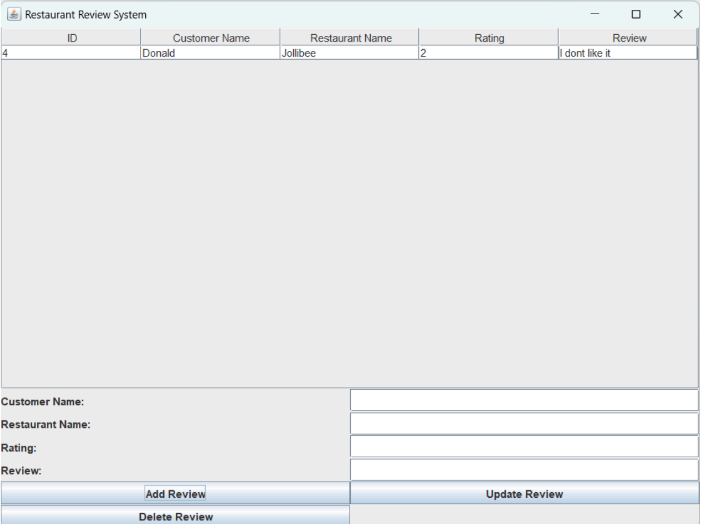 Restaurant Review System
ID Customer Name Restaurant Name Rating Review
4 Donald Jollibee 2 I dont like it
Customer Name:
Restaurant Name:
Rating:
Review:
Add Review Update Review
Delete Review